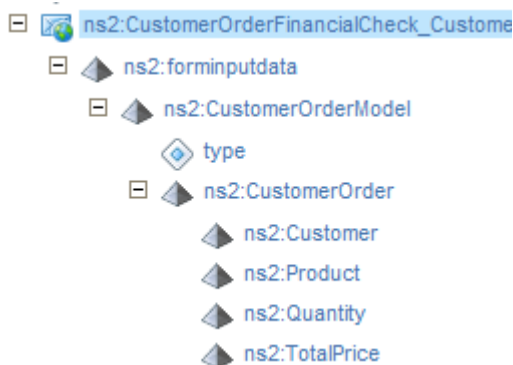 ns2:CustomerOrderFinancialCheck_Custome
ns2:forminputdata
ns2:CustomerOrderModel
type
ns2:CustomerOrder
ns2:Customer
ns2:Product
ns2:Quantity
ns2:TotalPrice